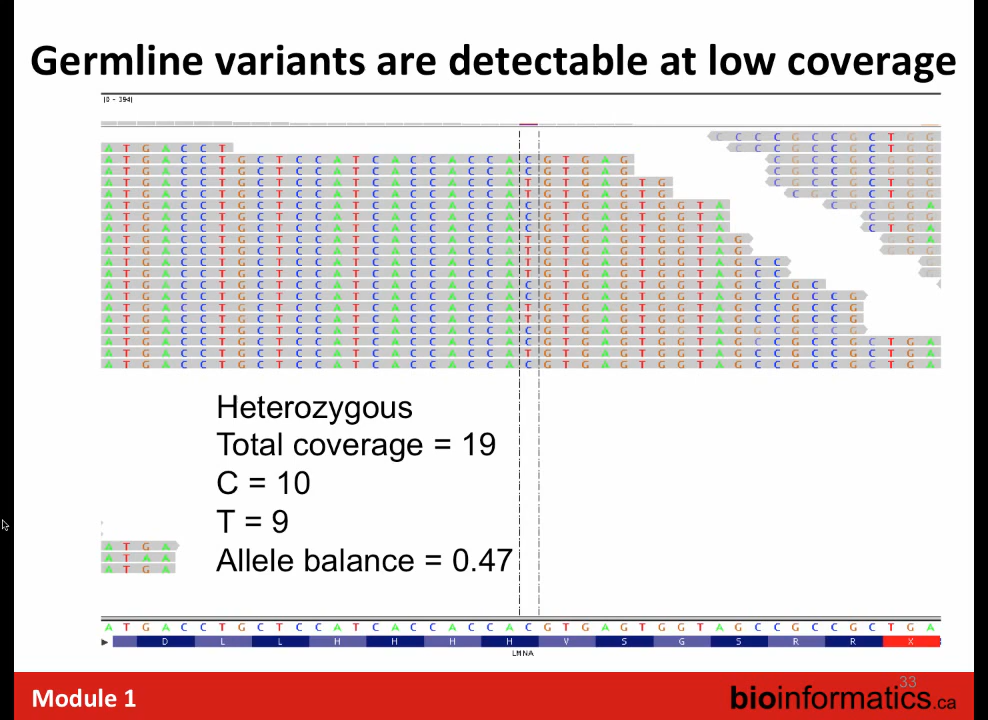 Germline variants are detectable at low coverage
[0 - 394]
C C C C G C C G C T G G
A T G A C C T C C C G C C G C T G G
A T G A C C T G C T C C A T C A C C A C C A C G T G A G C G C C G C G G G
A T G A C C T G C T C C A T C A C C A C C A C G T G A G C G C C G C G G G
A T G A C C T G C T C C A T C A C C A C C A T G T G A G T G
A T G A C C T G C T C C A T C A C C A C C A T G T G A G T G
A T G A C C T G C T C C A T C A C C A C C A C G T G A G T G G T A C G C G G A
A T G A C C T G C T C C A T C A C C A C C A C G T G A G T G G T A C G G G
A T G A C C T G C T C C A T C A C C A C C A C G T G A G T G G T A C T G A
A T G A C C T G C T C C A T C A C C A C C A T G T G A G T G G T A G G G A
A T G A C C T G C T C C A T C A C C A C C A T G T G A G T G G T A G G G G
A T G A C C T G C T C C A T C A C C A C C A T G T G A G T G G T A G C C G
A T G A C C T G C T C C A T C A C C A C C A T G T G A G T G G T A G C C G
A T G A C C T G C T C C A T C A C C A C C A C G T G A G T G G T A G C C G C
A T G A C C T G C T C C A T C A C C A C C A C G T G A G T G G T A G C C G C C G
A T G A C C T G C T C C A T C A C C A C C A T G T G A G T G G T A G C C G C C G
A T G A C C T G C T C C A T C A C C A C C A T G T G A G T G G T A G C C G C C G
A T G A C C T G C T C C A T C A C C A C C A C G T G A G T G G T A G G C G C C G
A T G A C C T G C T C C A T C A C C A C C A C G T G A G T G G T A G C C G C C G C T G A
A T G A C C T G C T C C A T C A C C A C C A T G T G A G T G G T A G C C G C C G C T G A
A T G A C C T G C T C C A T C A C C A C C A C G T G A G T G G T A G C C G C C G C T G A
Heterozygous
Total coverage = 19
C = 10
T = 9
Allele balance = 0.47
A T G A
A T A A
A T G A
A T G A C C T G C T C C A T C A C C A C C A C G T G A G T G G T A G C C G C C G C T G A
D L L H H H H V S G S R R X
LMNA
33
Module 1
bioinformatics.ca